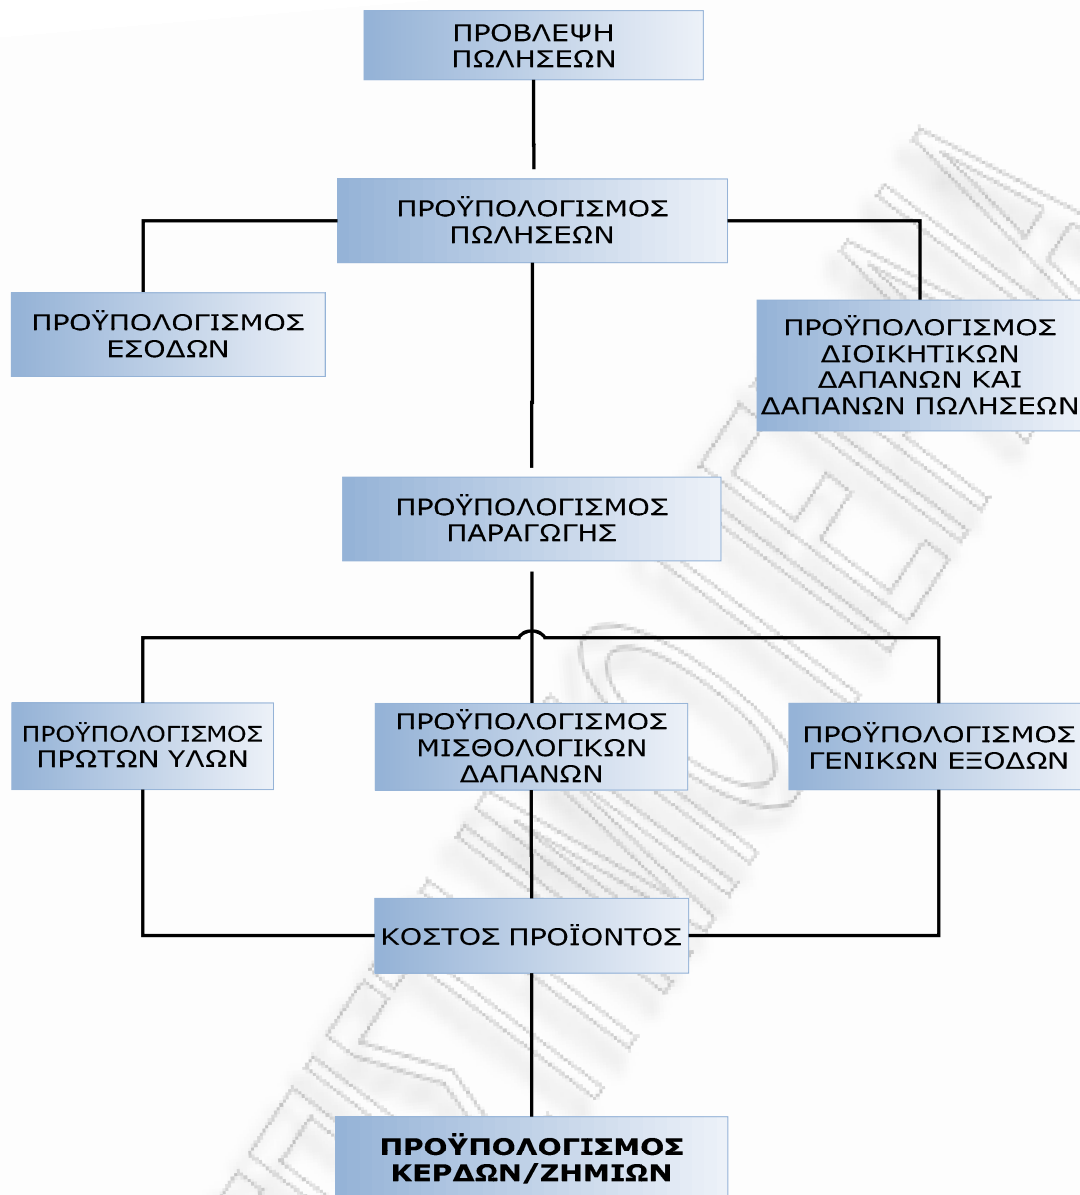 ΠΡΟΒΛΕΨΗ
ΠΩΛΗΣΕΩΝ
ΠΡΟΫΠΟΛΟΓΙΣΜΟΣ
ΠΩΛΗΣΕΩΝ
ΠΡΟΫΠΟΛΟΓΙΣΜΟΣ
ΕΣΟΔΩΝ
ΠΡΟΫΠΟΛΟΓΙΣΜΟΣ
ΔΙΟΙΚΗΤΙΚΩΝ
ΔΑΠΑΝΩΝ ΚΑΙ
ΔΑΠΑΝΩΝ ΠΩΛΗΣΕΩΝ
ΠΡΟΫΠΟΛΟΓΙΣΜΟΣ
ΠΑΡΑΓΩΓΗΣ
ΠΡΟΫΠΟΛΟΓΙΣΜΟΣ
ΠΡΩΤΩΝ ΥΛΩΝ
ΠΡΟΫΠΟΛΟΓΙΣΜΟΣ
ΜΙΣΘΟΛΟΓΙΚΩΝ
ΔΑΠΑΝΩΝ
ΠΡΟΫΠΟΛΟΓΙΣΜΟΣ
ΓΕΝΙΚΩΝ ΕΞΟΔΩΝ
ΚΟΣΤΟΣ ΠΡΟΪΟΝΤΟΣ
ΠΡΟΫΠΟΛΟΓΙΣΜΟΣ
ΚΕΡΔΩΝ/ΖΗΜΙΩΝ